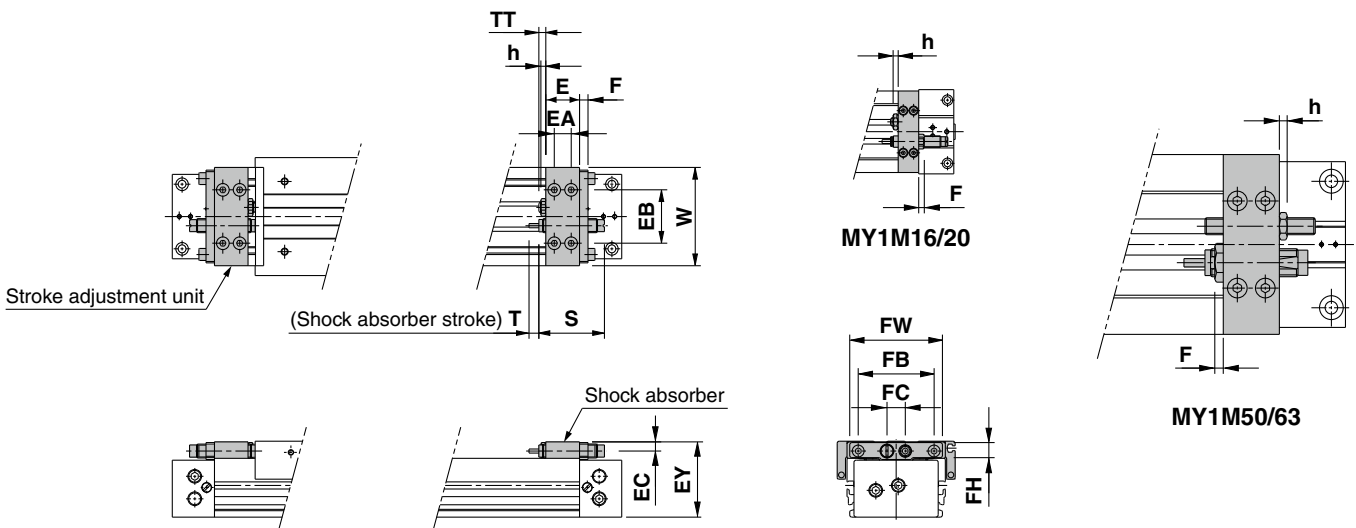 TT
h
E
F
EA
EB
W
Stroke adjustment unit
(Shock absorber stroke) T
S
Shock absorber
EC
EY
h
F
MY1M16/20
FW
FB
FC
FH
h
F
MY1M50/63